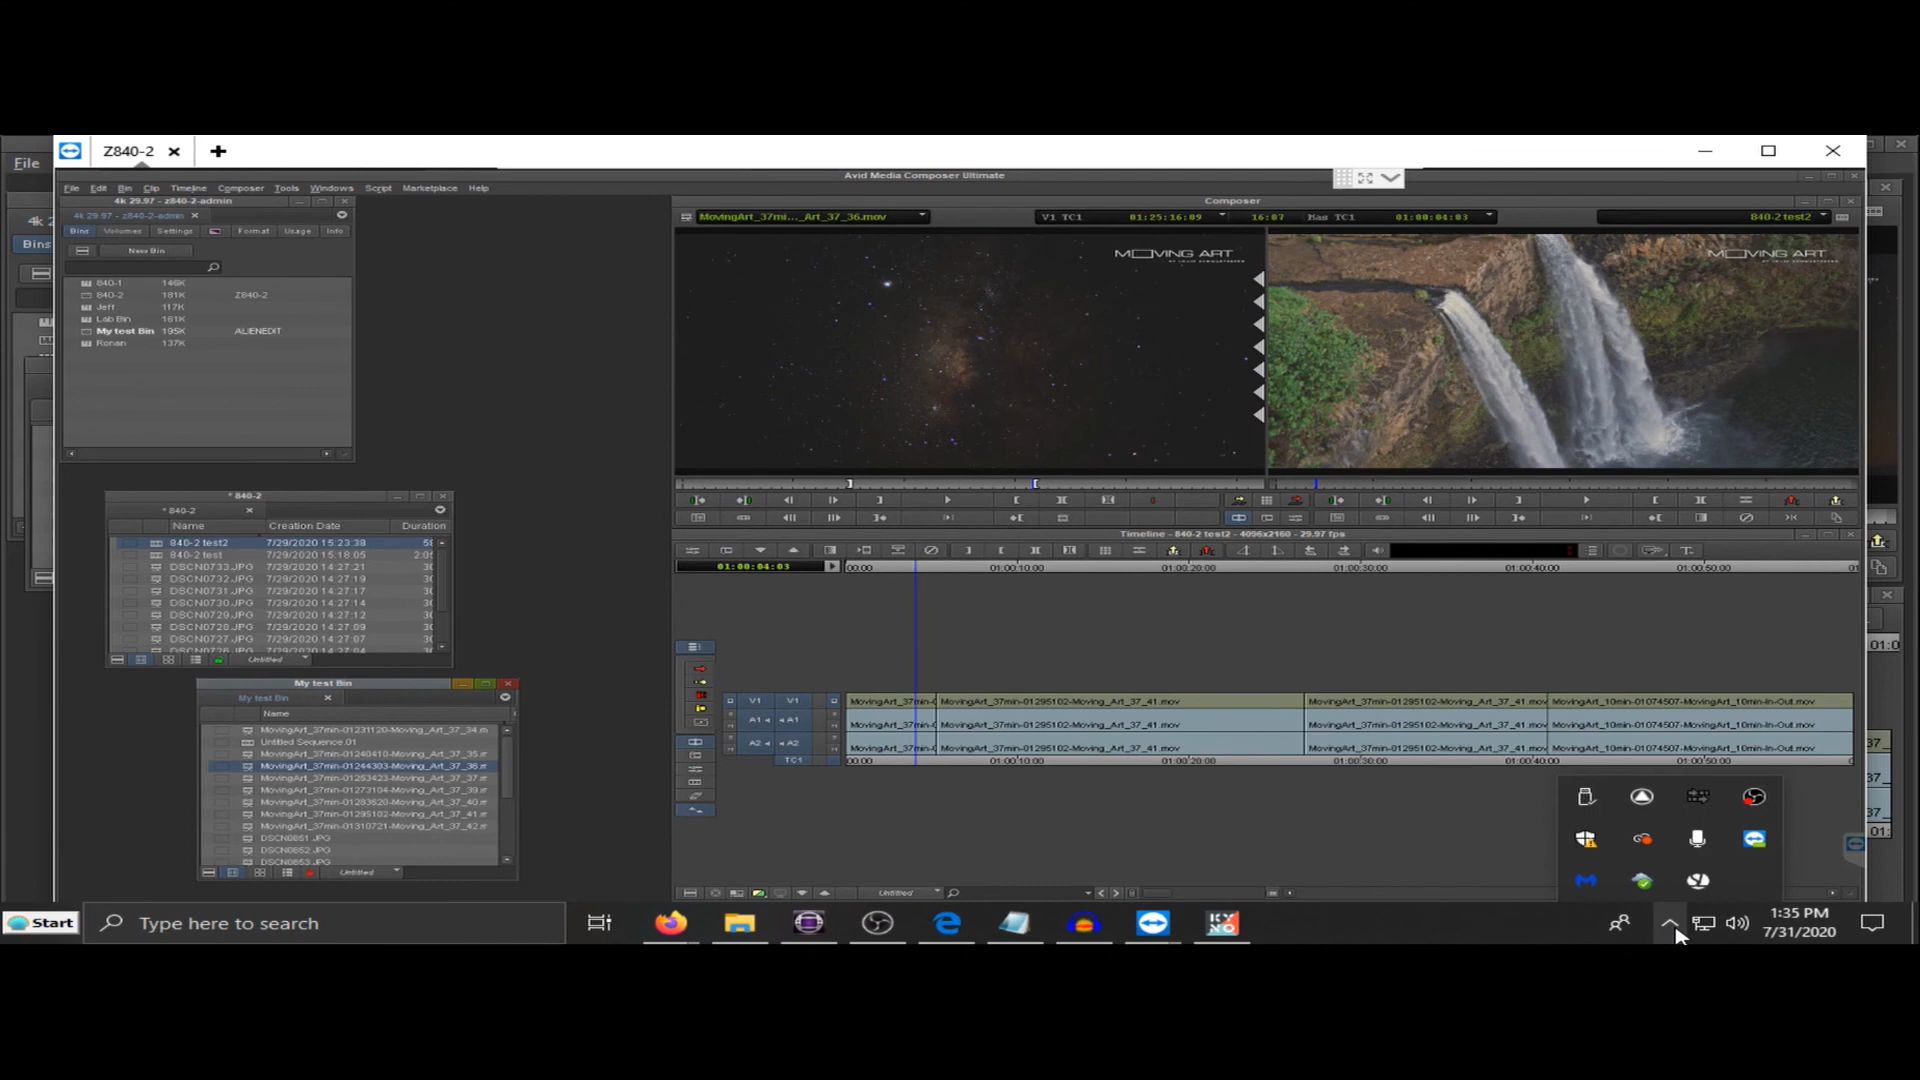 Z840-2
File
Avid Media Composer Ultimate
File Edit Bin Clip Timeline Composer Tools Windows Script Marketplace Help
4k 29.97 - z840-2-admin
4k 29.97 - z840-2-admin
Bins Volumes Settings Format Usage Info
New Bin
840-1 146K
840-2 181K Z840-2
Jeff 117K
Lab Bin 161K
My test Bin 195K ALIENEDIT
Ronan 137K
4k
Bins
Composer
MovingArt_37mi..._Art_37_36.mov
V1 TC1 01:25:16:09 16:07 Mas TC1 01:00:04:03
840-2 test2
MOVING ART
MOVING ART
* 840-2
* 840-2
Name Creation Date Duration
840-2 test2 7/29/2020 15:23:38
840-2 test 7/29/2020 15:18:05 2:05
DSCN0733.JPG 7/29/2020 14:27:21
DSCN0732.JPG 7/29/2020 14:27:19
DSCN0731.JPG 7/29/2020 14:27:17
DSCN0730.JPG 7/29/2020 14:27:14
DSCN0729.JPG 7/29/2020 14:27:12
DSCN0728.JPG 7/29/2020 14:27:09
DSCN0727.JPG 7/29/2020 14:27:07
DSCN0726.JPG 7/29/2020 14:27:04
Untitled
My test Bin
My test Bin
Name
MovingArt_37min-01231120-Moving_Art_37_34.m
Untitled Sequence.01
MovingArt_37min-01240410-Moving_Art_37_35.m
MovingArt_37min-01244303-Moving_Art_37_36.m
MovingArt_37min-01253423-Moving_Art_37_37.m
MovingArt_37min-01273104-Moving_Art_37_39.m
MovingArt_37min-01283620-Moving_Art_37_40.m
MovingArt_37min-01295102-Moving_Art_37_41.m
MovingArt_37min-01310721-Moving_Art_37_42.m
DSCN0851.JPG
DSCN0852.JPG
DSCN0853.JPG
Untitled
Timeline - 840-2 test2 - 4096x2160 - 29.97 fps
01:00:04:03
00:00 01:00:10:00 01:00:20:00 01:00:30:00 01:00:40:00 01:00:50:00
V1 V1 MovingArt_37min-0 MovingArt_37min-01295102-Moving_Art_37_41.mov MovingArt_37min-01295102-Moving_Art_37_41.mov MovingArt_10min-01074507-MovingArt_10min-In-Out.mov
A1 A1 MovingArt_37min-0 MovingArt_37min-01295102-Moving_Art_37_41.mov MovingArt_37min-01295102-Moving_Art_37_41.mov MovingArt_10min-01074507-MovingArt_10min-In-Out.mov
A2 A2 MovingArt_37min-0 MovingArt_37min-01295102-Moving_Art_37_41.mov MovingArt_37min-01295102-Moving_Art_37_41.mov MovingArt_10min-01074507-MovingArt_10min-In-Out.mov
TC1 00:00 01:00:10:00 01:00:20:00 01:00:30:00 01:00:40:00 01:00:50:00
Untitled
Start
Type here to search
KYNO
1:35 PM
7/31/2020